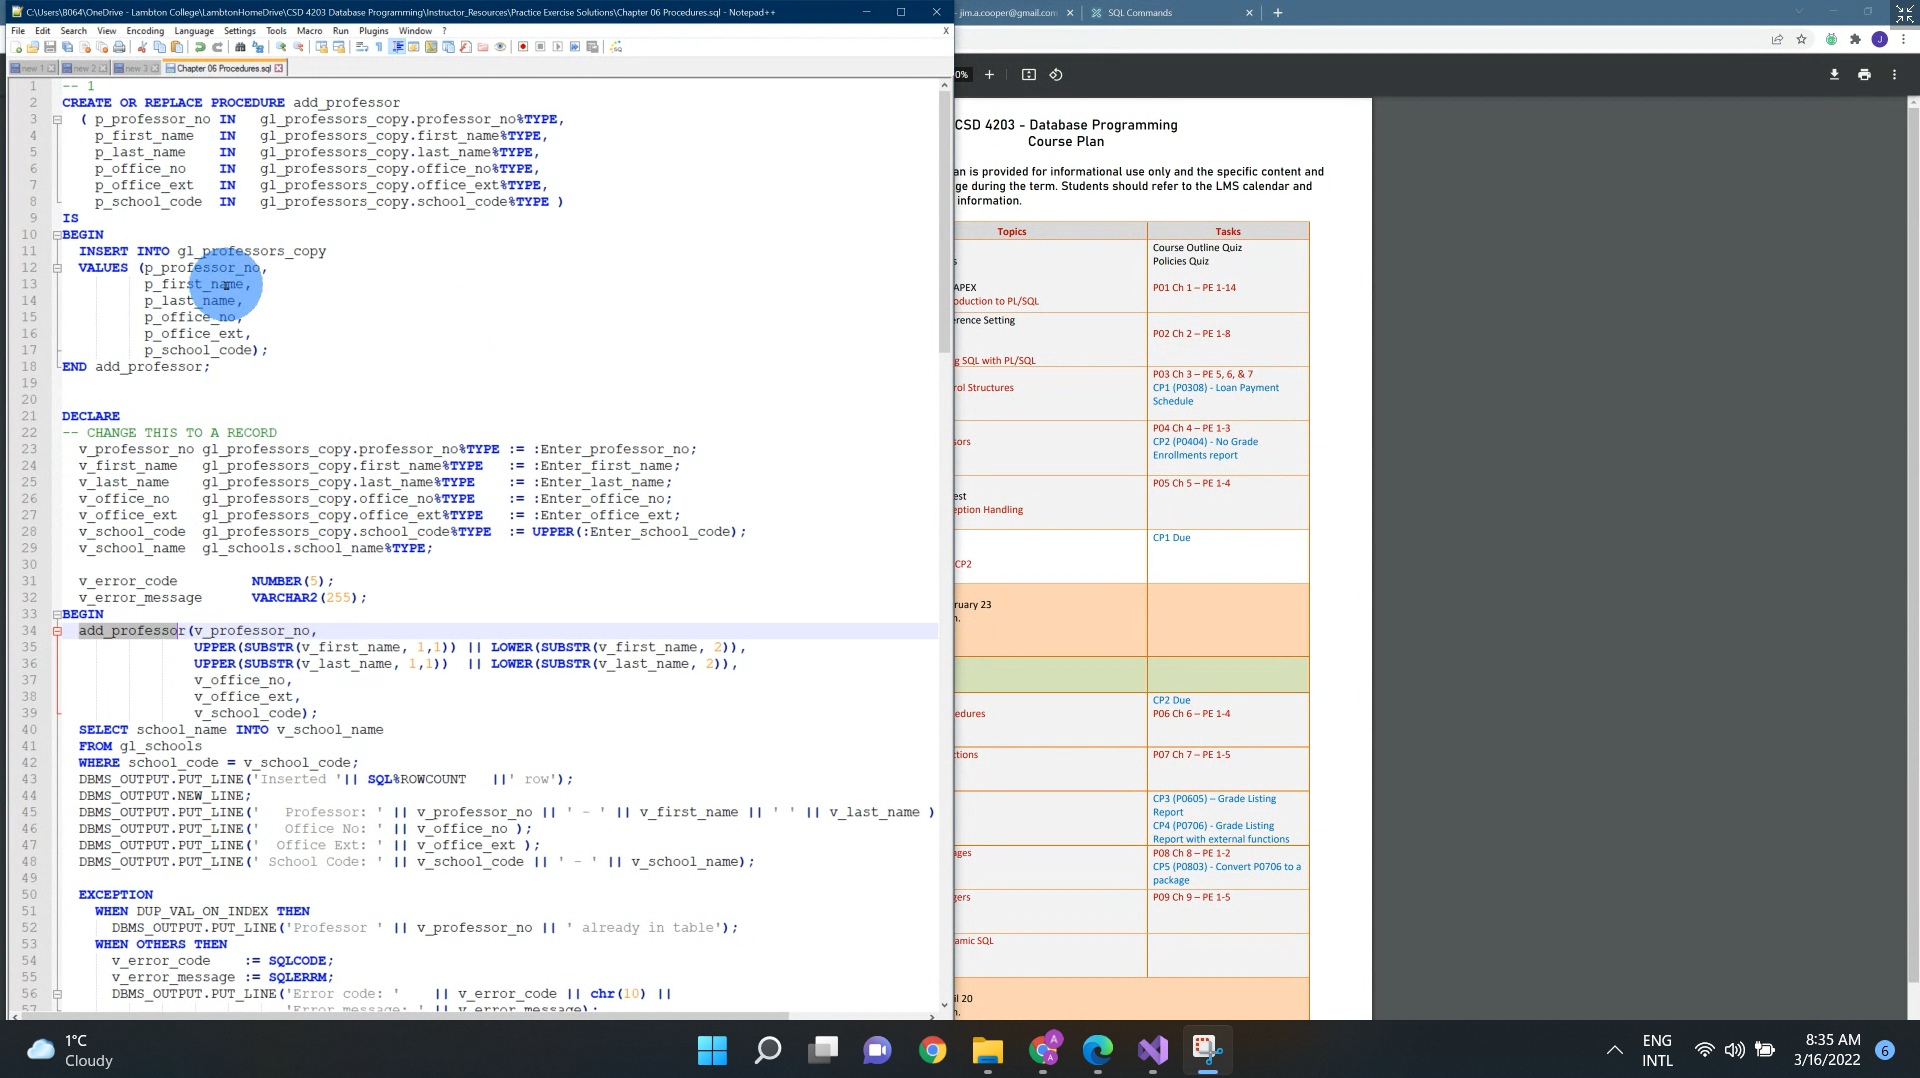 C:\Users\B064\OneDrive - Lambton College\LambtonHomeDrive\CSD 4203 Database Programming\Instructor_Resources\Practice Exercise Solutions\Chapter 06 Procedures.sql - Notepad++
File Edit Search View Encoding Language Settings Tools Macro Run Plugins Window ? X
new 1 new 2 new 3 Chapter 06 Procedures.sql
1 -- 1
2 CREATE OR REPLACE PROCEDURE add_professor
3 ( p_professor_no IN gl_professors_copy.professor_no%TYPE,
4 p_first_name IN gl_professors_copy.first_name%TYPE,
5 p_last_name IN gl_professors_copy.last_name%TYPE,
6 p_office_no IN gl_professors_copy.office_no%TYPE,
7 p_office_ext IN gl_professors_copy.office_ext%TYPE,
8 p_school_code IN gl_professors_copy.school_code%TYPE )
9 IS
10 BEGIN
11 INSERT INTO gl_professors_copy
12 VALUES (p_professor_no,
13 p_first_name,
14 p_last_name,
15 p_office_no,
16 p_office_ext,
17 p_school_code);
18 END add_professor;
19
20
21 DECLARE
22 -- CHANGE THIS TO A RECORD
23 v_professor_no gl_professors_copy.professor_no%TYPE := :Enter_professor_no;
24 v_first_name gl_professors_copy.first_name%TYPE := :Enter_first_name;
25 v_last_name gl_professors_copy.last_name%TYPE := :Enter_last_name;
26 v_office_no gl_professors_copy.office_no%TYPE := :Enter_office_no;
27 v_office_ext gl_professors_copy.office_ext%TYPE := :Enter_office_ext;
28 v_school_code gl_professors_copy.school_code%TYPE := UPPER(:Enter_school_code);
29 v_school_name gl_schools.school_name%TYPE;
30
31 v_error_code NUMBER(5);
32 v_error_message VARCHAR2(255);
33 BEGIN
34 add_professor(v_professor_no,
35 UPPER(SUBSTR(v_first_name, 1,1)) || LOWER(SUBSTR(v_first_name, 2)),
36 UPPER(SUBSTR(v_last_name, 1,1)) || LOWER(SUBSTR(v_last_name, 2)),
37 v_office_no,
38 v_office_ext,
39 v_school_code);
40 SELECT school_name INTO v_school_name
41 FROM gl_schools
42 WHERE school_code = v_school_code;
43 DBMS_OUTPUT.PUT_LINE('Inserted '|| SQL%ROWCOUNT ||' row');
44 DBMS_OUTPUT.NEW_LINE;
45 DBMS_OUTPUT.PUT_LINE(' Professor: ' || v_professor_no || ' - ' || v_first_name || ' ' || v_last_name )
46 DBMS_OUTPUT.PUT_LINE(' Office No: ' || v_office_no );
47 DBMS_OUTPUT.PUT_LINE(' Office Ext: ' || v_office_ext );
48 DBMS_OUTPUT.PUT_LINE(' School Code: ' || v_school_code || ' - ' || v_school_name);
49
50 EXCEPTION
51 WHEN DUP_VAL_ON_INDEX THEN
52 DBMS_OUTPUT.PUT_LINE('Professor ' || v_professor_no || ' already in table');
53 WHEN OTHERS THEN
54 v_error_code := SQLCODE;
55 v_error_message := SQLERRM;
56 DBMS_OUTPUT.PUT_LINE('Error code: ' || v_error_code || chr(10) ||
57 'Error message: ' || v_error_message);
- jim.a.cooper@gmail.com SQL Commands
0%
CSD 4203 - Database Programming
Course Plan
an is provided for informational use only and the specific content and
ge during the term. Students should refer to the LMS calendar and
information.
Topics Tasks
Course Outline Quiz
s Policies Quiz
APEX P01 Ch 1 – PE 1-14
oduction to PL/SQL
erence Setting
P02 Ch 2 – PE 1-8
g SQL with PL/SQL
P03 Ch 3 – PE 5, 6, & 7
rol Structures CP1 (P0308) - Loan Payment
Schedule
P04 Ch 4 – PE 1-3
sors CP2 (P0404) - No Grade
Enrollments report
P05 Ch 5 – PE 1-4
est
eption Handling
CP1 Due
CP2
ruary 23
n.
CP2 Due
edures P06 Ch 6 – PE 1-4
ctions P07 Ch 7 – PE 1-5
CP3 (P0605) – Grade Listing
Report
CP4 (P0706) - Grade Listing
Report with external functions
ages P08 Ch 8 – PE 1-2
CP5 (P0803) - Convert P0706 to a
package
gers P09 Ch 9 – PE 1-5
amic SQL
il 20
n.
1°C
Cloudy
ENG
INTL
8:35 AM
3/16/2022
6